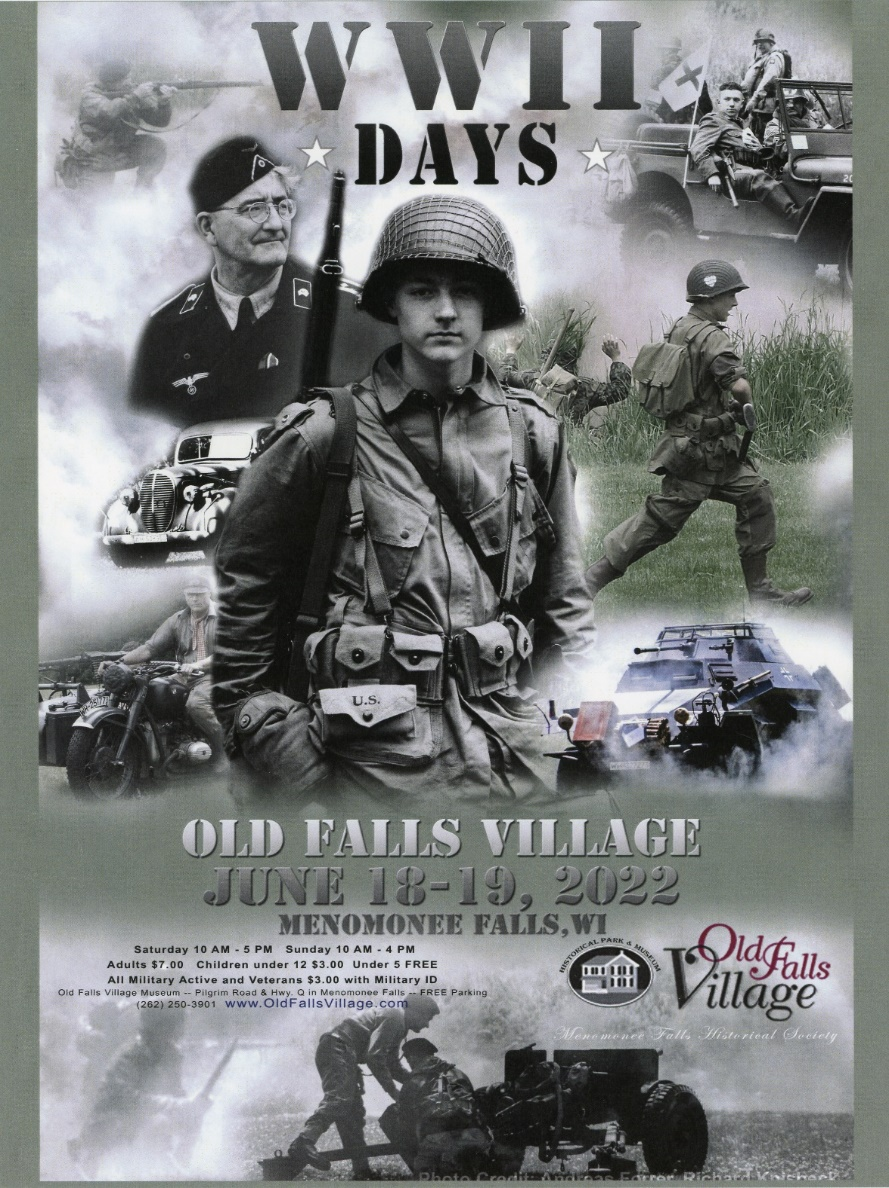 WWII
DAYS
U.S.
OLD FALLS VILLAGE
JUNE 18-19, 2022
MENOMONEE FALLS,WI
Saturday 10 AM - 5 PM Sunday 10 AM - 4 PM
Adults $7.00 Children under 12 $3.00 Under 5 FREE
All Military Active and Veterans $3.00 with Military ID
Old Falls Village Museum -- Pilgrim Road & Hwy. Q in Menomonee Falls -- FREE Parking
(262) 250-3901 www.OldFallsVillage.com
HISTORICAL PARK & MUSEUM
Old Falls
Village
Menomonee Falls Historical Society
Photo Credit: Andreas Forrer, Richard